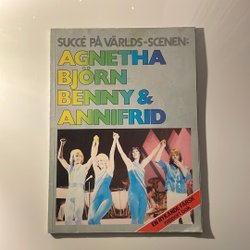 SUCCÉ PÅ VÄRLDS-SCENEN:
AGNETHA
BJÖRN
BENNY &
ANNIFRID